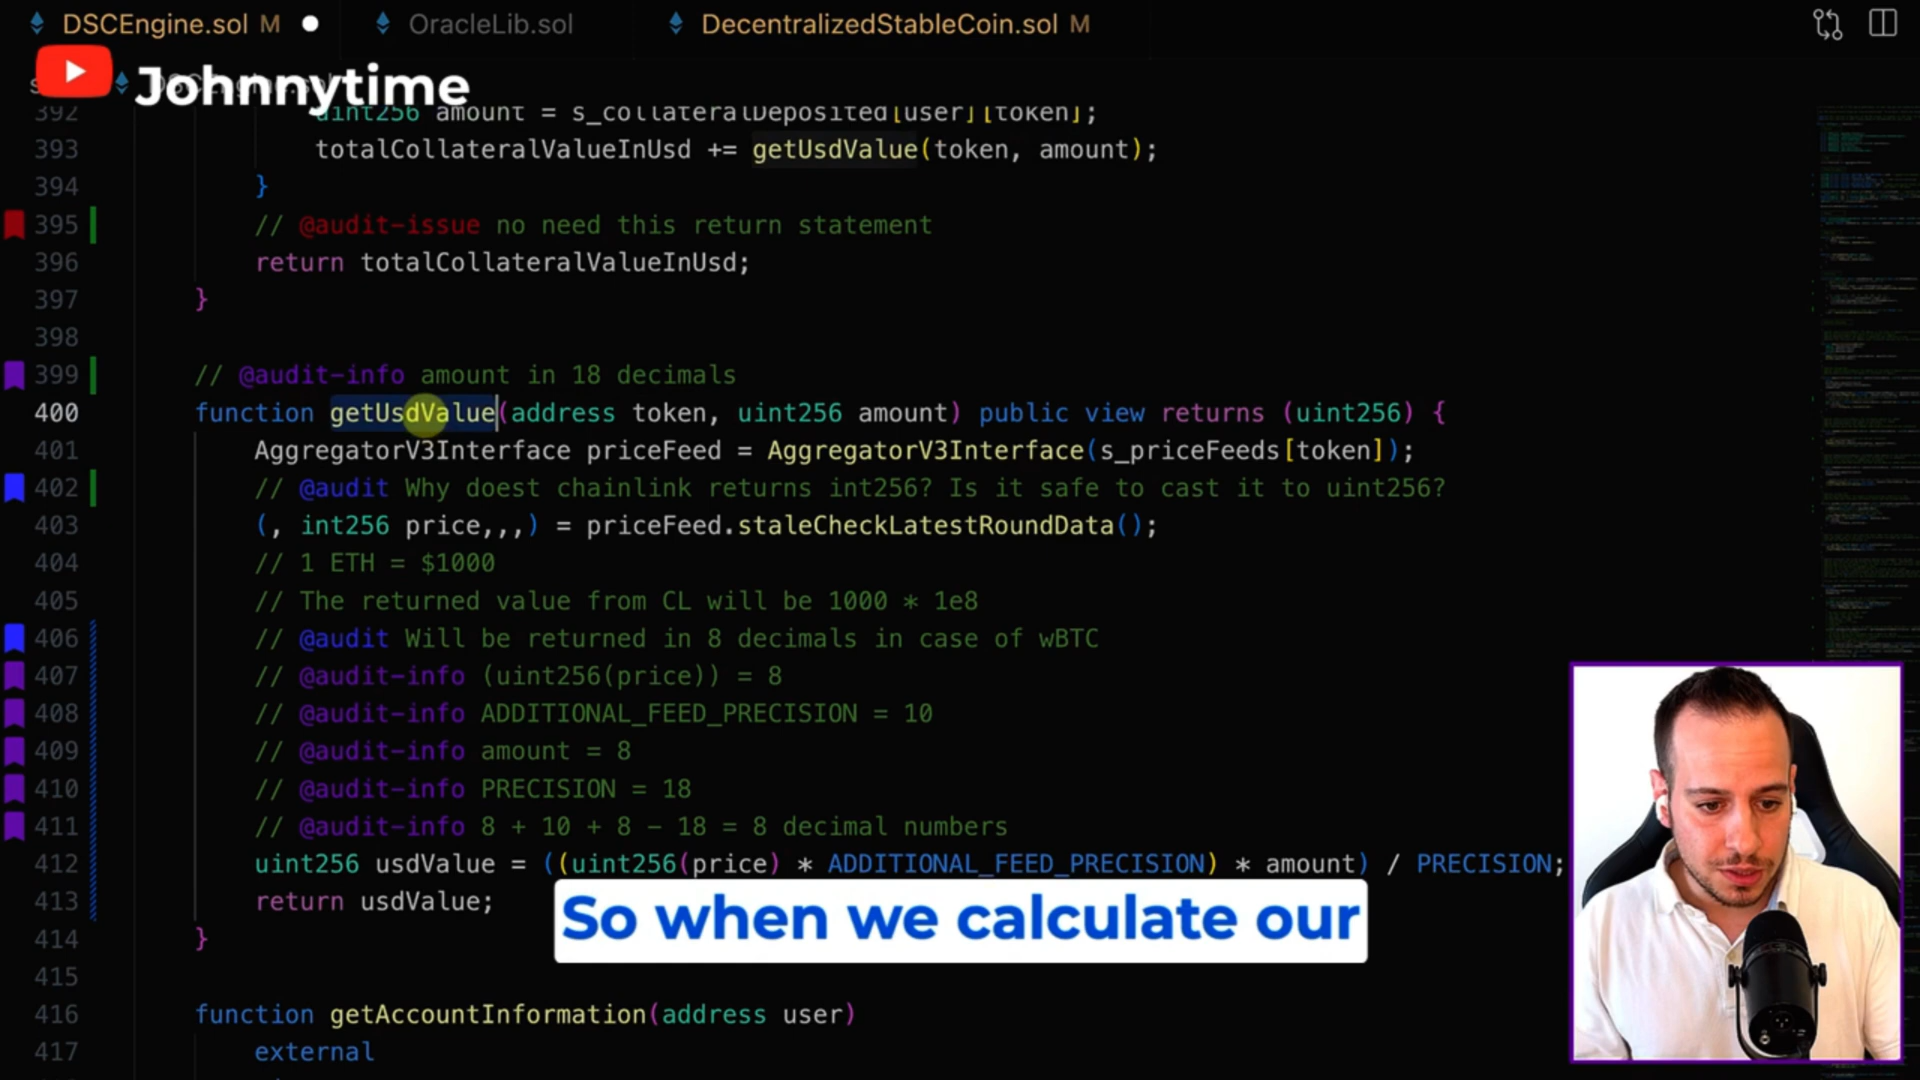 DSCEngine.sol M
OracleLib.sol
DecentralizedStableCoin.sol M
Johnnytime
392 uint256 amount = s_collateralDeposited[user][token];
393 totalCollateralValueInUsd += getUsdValue(token, amount);
394 }
395 // @audit-issue no need this return statement
396 return totalCollateralValueInUsd;
397 }
398
399 // @audit-info amount in 18 decimals
400 function getUsdValue(address token, uint256 amount) public view returns (uint256) {
401 AggregatorV3Interface priceFeed = AggregatorV3Interface(s_priceFeeds[token]);
402 // @audit Why doest chainlink returns int256? Is it safe to cast it to uint256?
403 (, int256 price,,,) = priceFeed.staleCheckLatestRoundData();
404 // 1 ETH = $1000
405 // The returned value from CL will be 1000 * 1e8
406 // @audit Will be returned in 8 decimals in case of wBTC
407 // @audit-info (uint256(price)) = 8
408 // @audit-info ADDITIONAL_FEED_PRECISION = 10
409 // @audit-info amount = 8
410 // @audit-info PRECISION = 18
411 // @audit-info 8 + 10 + 8 - 18 = 8 decimal numbers
412 uint256 usdValue = ((uint256(price) * ADDITIONAL_FEED_PRECISION) * amount) / PRECISION;
413 return usdValue;
So when we calculate our
414 }
415
416 function getAccountInformation(address user)
417 external